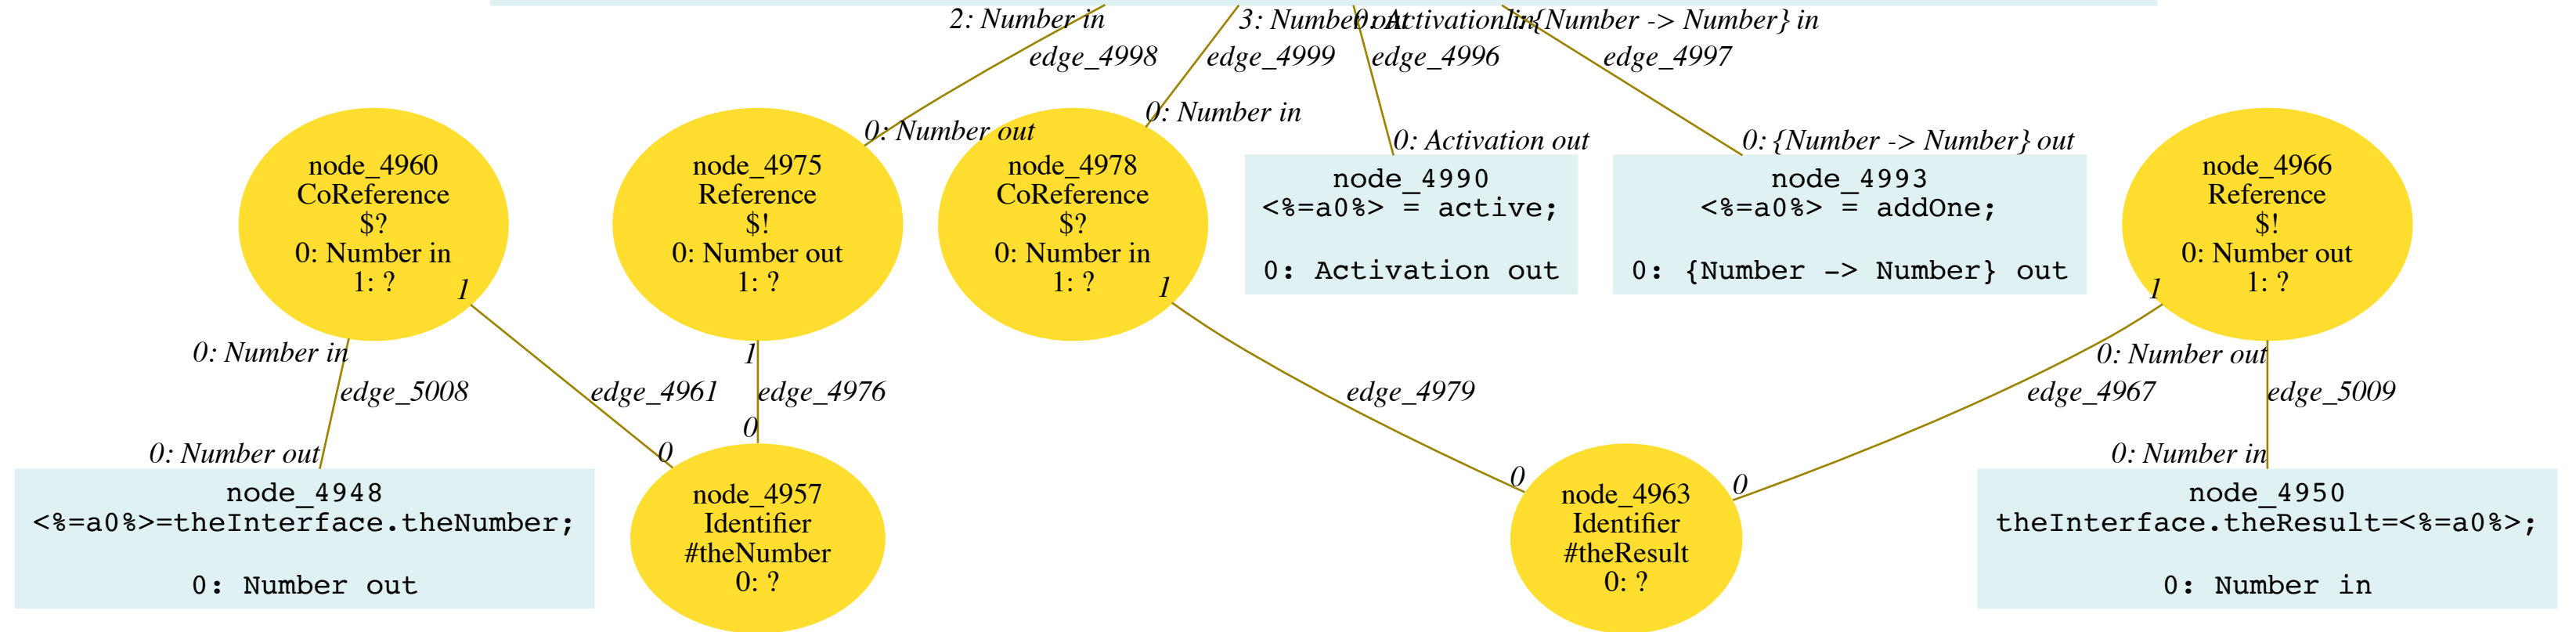 2: Number in
3: Number out
0: Activation in
1: {Number -> Number} in
edge_4998
edge_4999
edge_4996
edge_4997
0: Number out
0: Number in
0: Activation out
0: {Number -> Number} out
node_4960
CoReference
$?
0: Number in
1: ?
1
node_4975
Reference
$!
0: Number out
1: ?
node_4978
CoReference
$?
0: Number in
1: ?
1
node_4990
<%=a0%> = active;
0: Activation out
node_4993
<%=a0%> = addOne;
0: {Number -> Number} out
node_4966
Reference
$!
0: Number out
1: ?
1
0: Number in
1
0: Number out
edge_5008
edge_4961
edge_4976
edge_4979
edge_4967
edge_5009
0: Number out
0
0
0
0
0: Number in
node_4948
<%=a0%>=theInterface.theNumber;
0: Number out
node_4957
Identifier
#theNumber
0: ?
node_4963
Identifier
#theResult
0: ?
node_4950
theInterface.theResult=<%=a0%>;
0: Number in